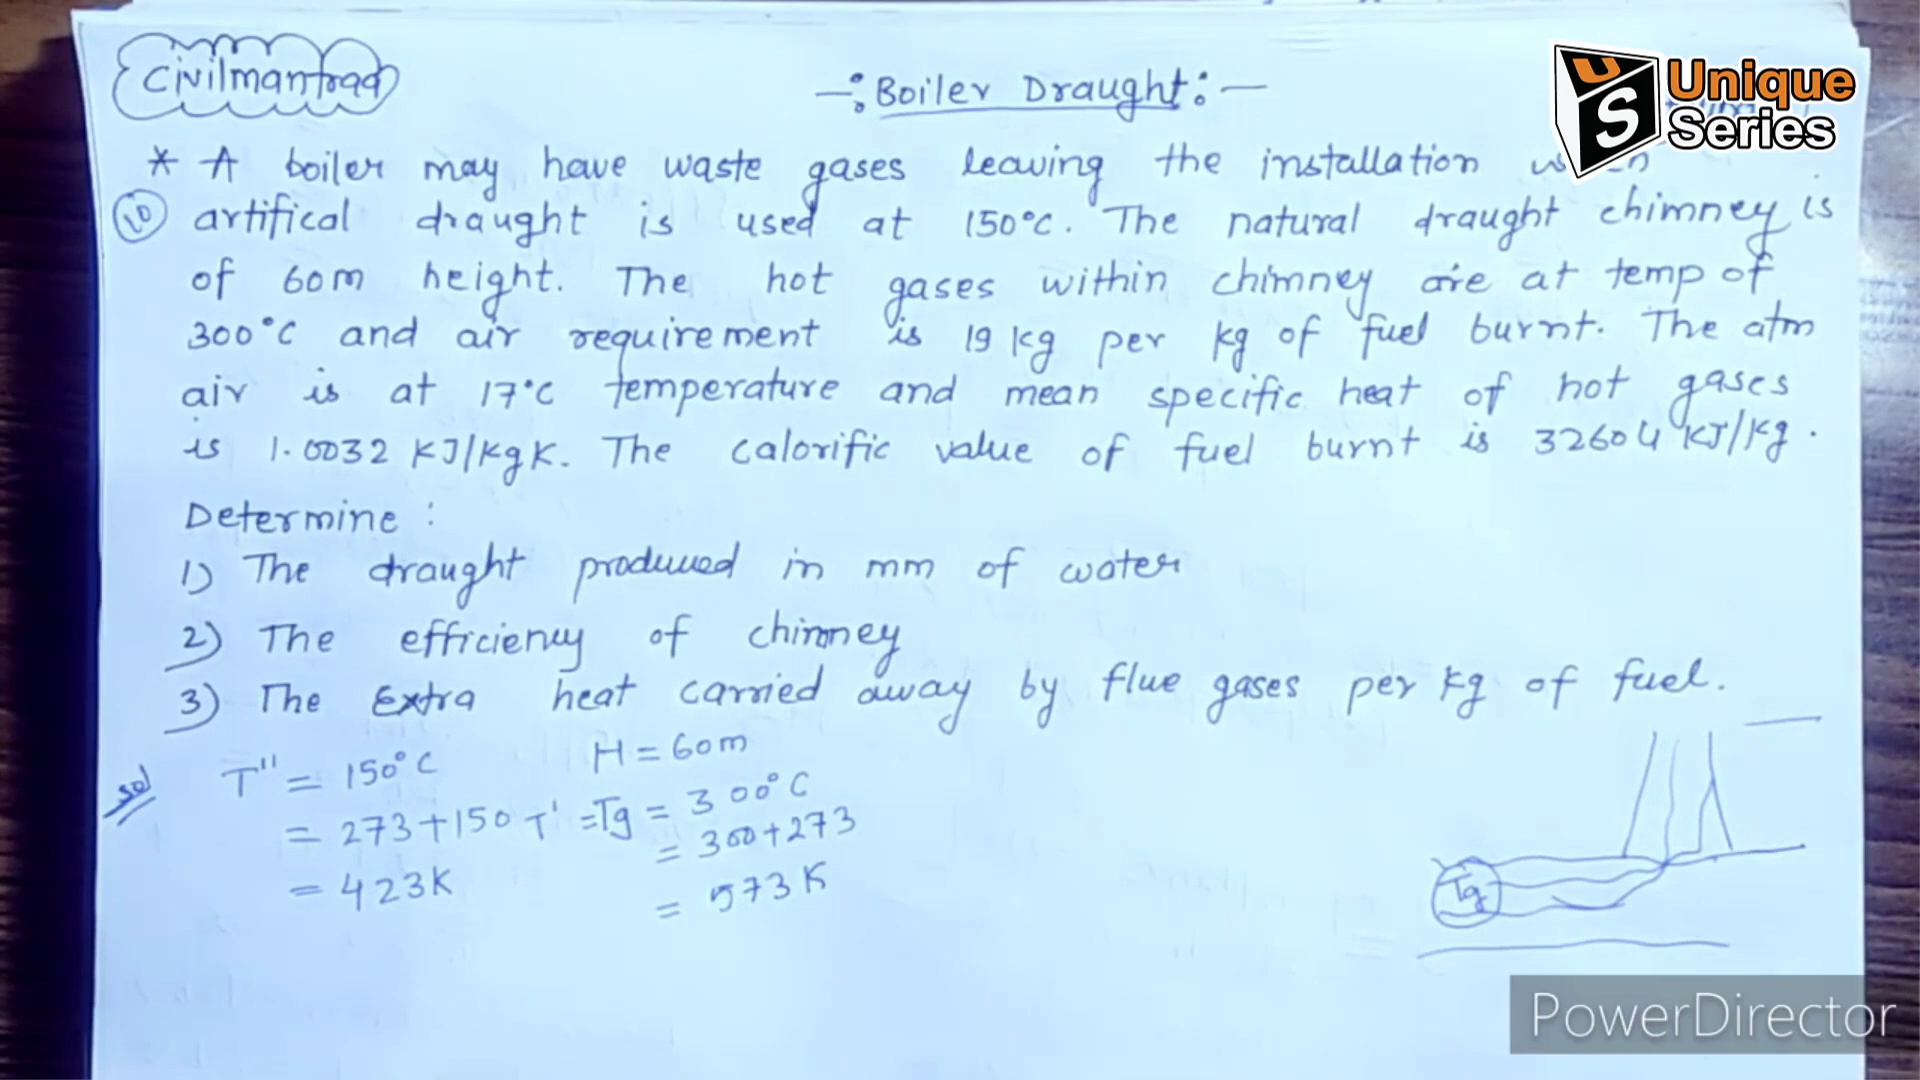 Civilmantraa
-: Boiler Draught :-
Unique
Series
U
S
* A boiler may have waste gases leaving the installation
10 artifical draught is used at 150°C. The natural draught chimney is
of 60m height. The hot gases within chimney are at temp of
300°C and air requirement is 19 kg per kg of fuel burnt. The atm
air is at 17°C temperature and mean specific heat of hot gases
is 1.0032 KJ/KgK. The calorific value of fuel burnt is 32604 KJ/Kg.
Determine :
1) The draught produced in mm of water
2) The efficiency of chimney
3) The Extra heat carried away by flue gases per kg of fuel.
Sol
T" = 150°C H = 60m
= 273+150 T' = Tg = 300°C
= 300+273
= 423K = 573K
Tg
PowerDirector